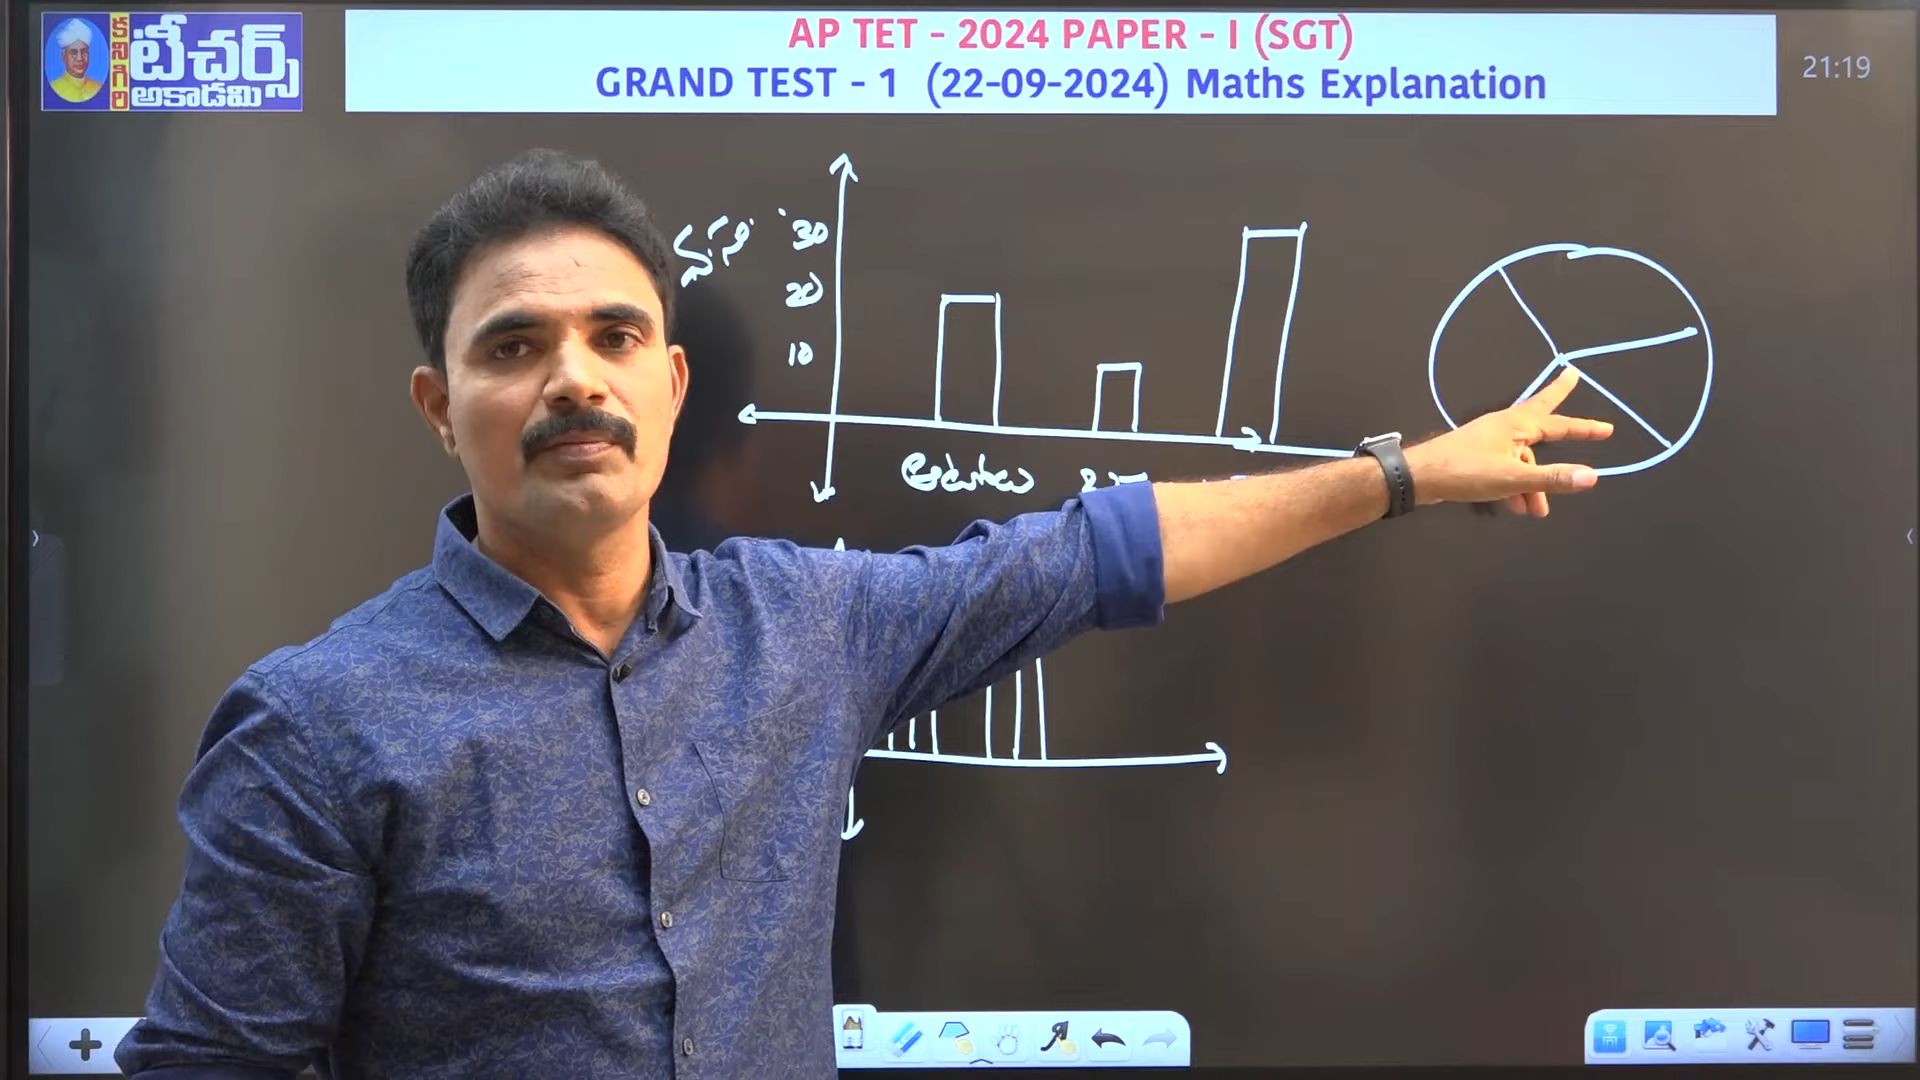 కనిగిరి
టీచర్స్
అకాడమి
AP TET - 2024 PAPER - I (SGT)
GRAND TEST - 1 (22-09-2024) Maths Explanation
21:19
30
20
10